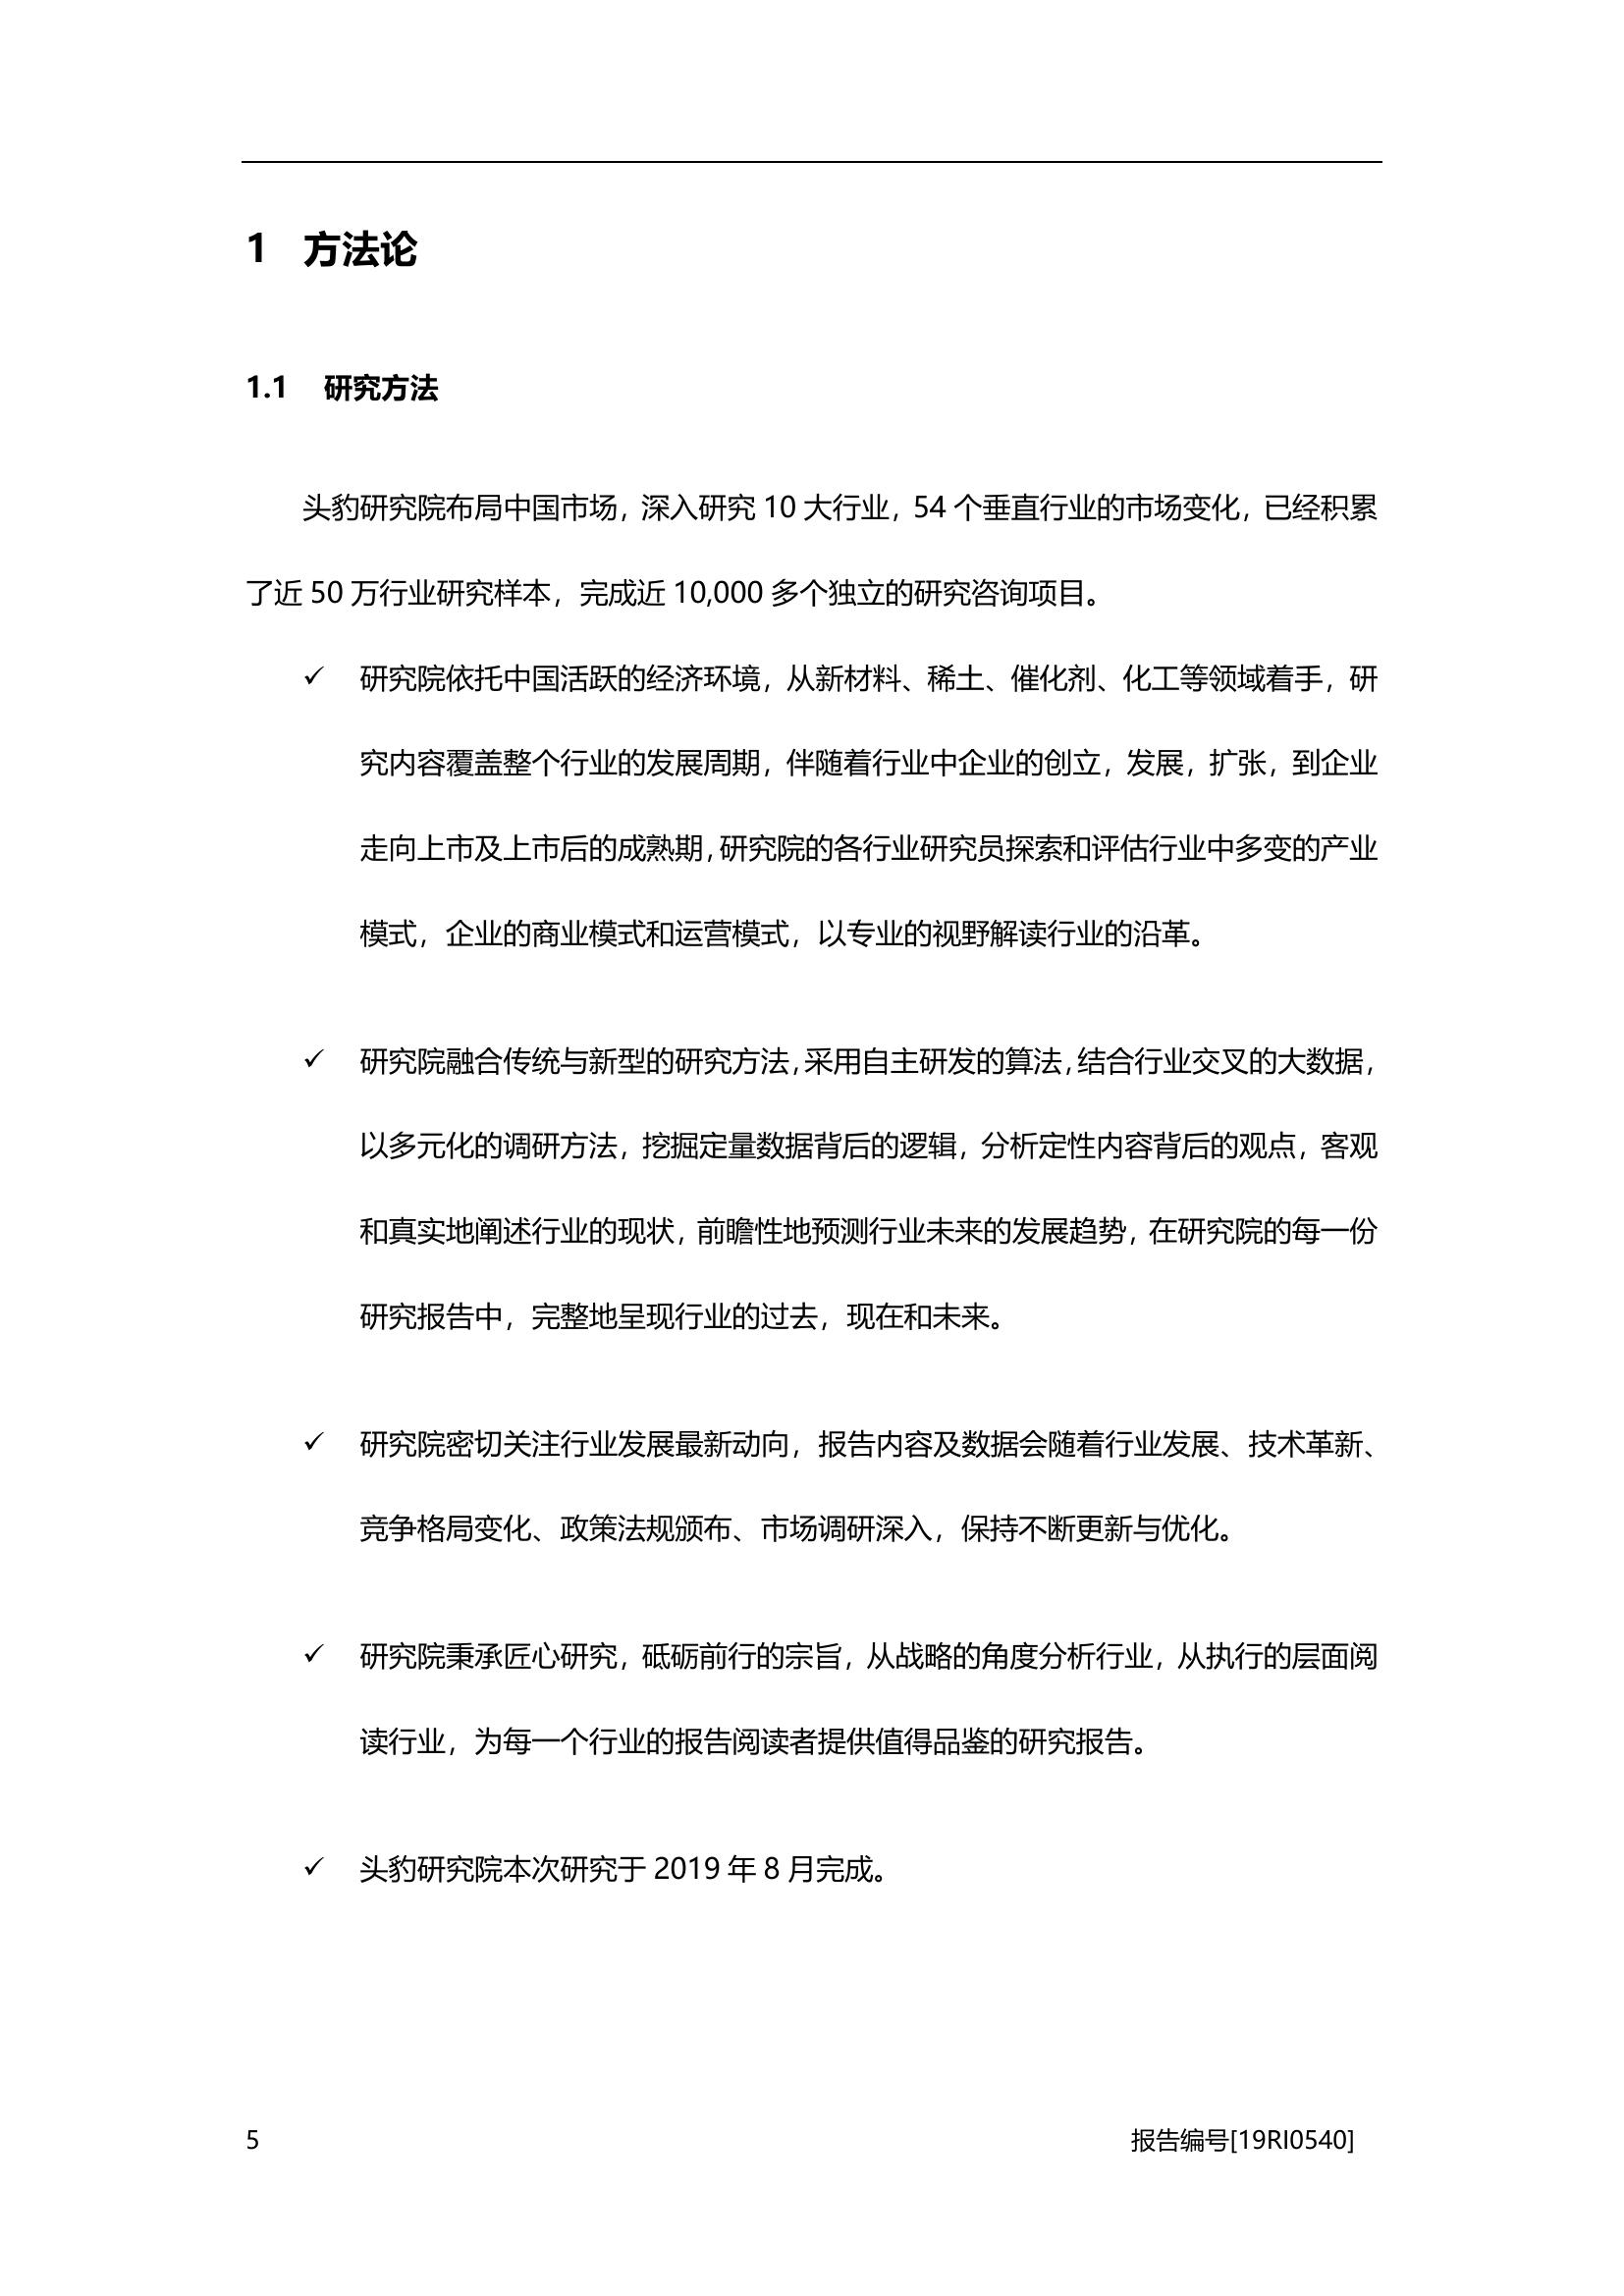 1 方法论
1.1 研究方法
头豹研究院布局中国市场，深入研究 10 大行业，54 个垂直行业的市场变化，已经积累
了近 50 万行业研究样本，完成近 10,000 多个独立的研究咨询项目。
✓ 研究院依托中国活跃的经济环境，从新材料、稀土、催化剂、化工等领域着手，研
究内容覆盖整个行业的发展周期，伴随着行业中企业的创立，发展，扩张，到企业
走向上市及上市后的成熟期，研究院的各行业研究员探索和评估行业中多变的产业
模式，企业的商业模式和运营模式，以专业的视野解读行业的沿革。
✓ 研究院融合传统与新型的研究方法，采用自主研发的算法，结合行业交叉的大数据，
以多元化的调研方法，挖掘定量数据背后的逻辑，分析定性内容背后的观点，客观
和真实地阐述行业的现状，前瞻性地预测行业未来的发展趋势，在研究院的每一份
研究报告中，完整地呈现行业的过去，现在和未来。
✓ 研究院密切关注行业发展最新动向，报告内容及数据会随着行业发展、技术革新、
竞争格局变化、政策法规颁布、市场调研深入，保持不断更新与优化。
✓ 研究院秉承匠心研究，砥砺前行的宗旨，从战略的角度分析行业，从执行的层面阅
读行业，为每一个行业的报告阅读者提供值得品鉴的研究报告。
✓ 头豹研究院本次研究于 2019 年 8 月完成。
5 报告编号[19RI0540]